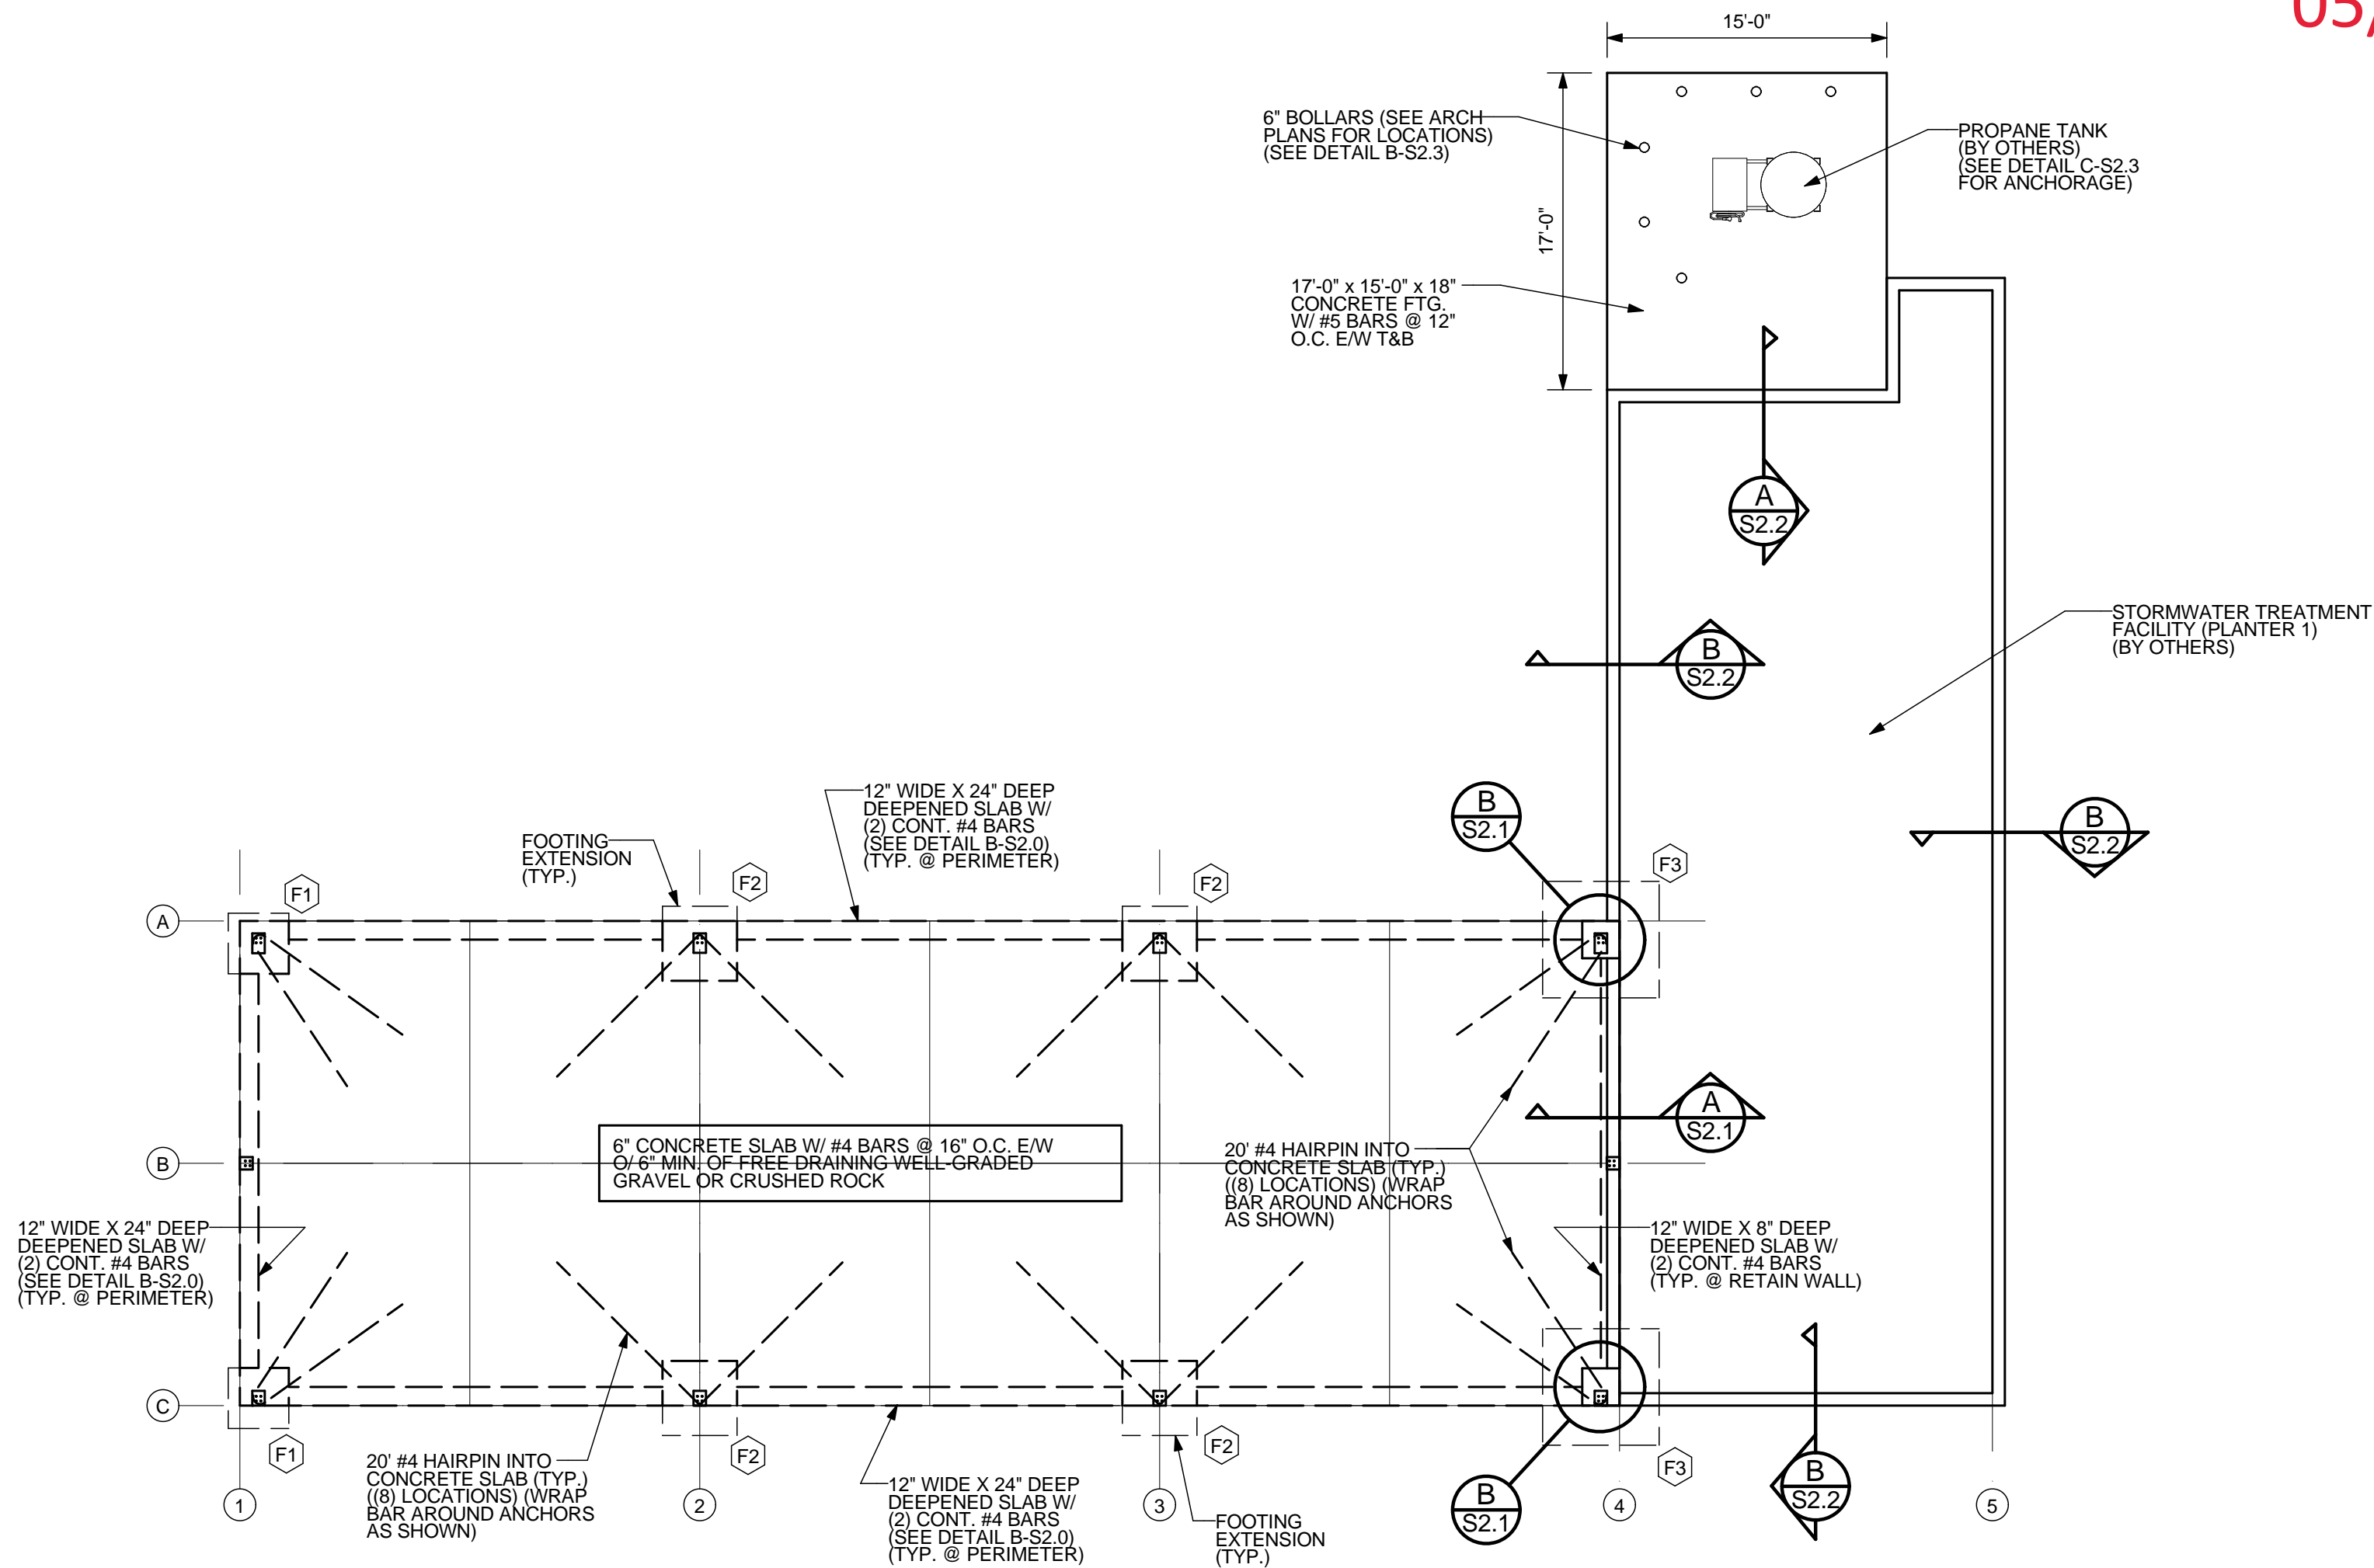 05/
15'-0"
17'-0"
6" BOLLARS (SEE ARCH
PLANS FOR LOCATIONS)
(SEE DETAIL B-S2.3)
PROPANE TANK
(BY OTHERS)
(SEE DETAIL C-S2.3
FOR ANCHORAGE)
17'-0" x 15'-0" x 18"
CONCRETE FTG.
W/ #5 BARS @ 12"
O.C. E/W T&B
A
S2.2
STORMWATER TREATMENT
FACILITY (PLANTER 1)
(BY OTHERS)
B
S2.2
B
S2.2
B
S2.1
12" WIDE X 24" DEEP
DEEPENED SLAB W/
(2) CONT. #4 BARS
(SEE DETAIL B-S2.0)
(TYP. @ PERIMETER)
FOOTING
EXTENSION
(TYP.)
F1
F2
F2
F3
A
A
S2.1
6" CONCRETE SLAB W/ #4 BARS @ 16" O.C. E/W
O/ 6" MIN. OF FREE DRAINING WELL-GRADED
GRAVEL OR CRUSHED ROCK
B
20' #4 HAIRPIN INTO
CONCRETE SLAB (TYP.)
((8) LOCATIONS) (WRAP
BAR AROUND ANCHORS
AS SHOWN)
12" WIDE X 24" DEEP
DEEPENED SLAB W/
(2) CONT. #4 BARS
(SEE DETAIL B-S2.0)
(TYP. @ PERIMETER)
12" WIDE X 8" DEEP
DEEPENED SLAB W/
(2) CONT. #4 BARS
(TYP. @ RETAIN WALL)
C
F1
F2
F2
F3
20' #4 HAIRPIN INTO
CONCRETE SLAB (TYP.)
((8) LOCATIONS) (WRAP
BAR AROUND ANCHORS
AS SHOWN)
12" WIDE X 24" DEEP
DEEPENED SLAB W/
(2) CONT. #4 BARS
(SEE DETAIL B-S2.0)
(TYP. @ PERIMETER)
FOOTING
EXTENSION
(TYP.)
B
S2.1
B
S2.2
1
2
3
4
5